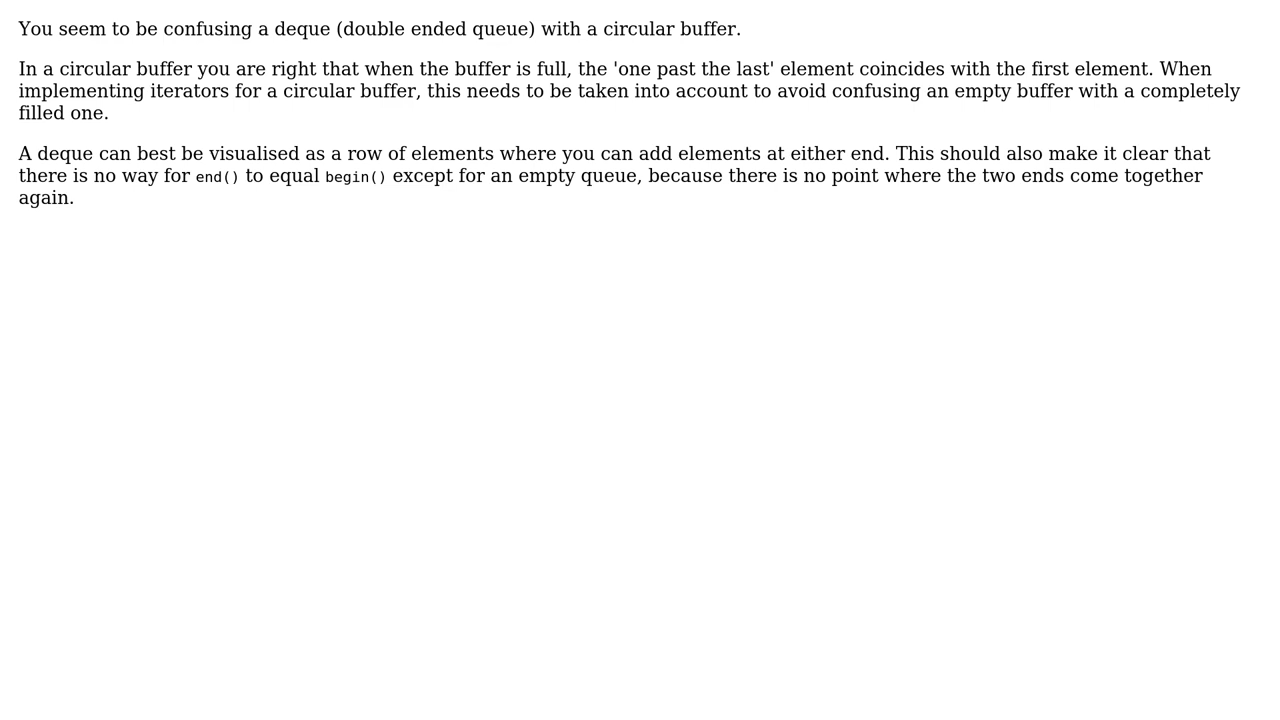 You seem to be confusing a deque (double ended queue) with a circular buffer.
In a circular buffer you are right that when the buffer is full, the 'one past the last' element coincides with the first element. When
implementing iterators for a circular buffer, this needs to be taken into account to avoid confusing an empty buffer with a completely
filled one.
A deque can best be visualised as a row of elements where you can add elements at either end. This should also make it clear that
there is no way for end() to equal begin() except for an empty queue, because there is no point where the two ends come together
again.